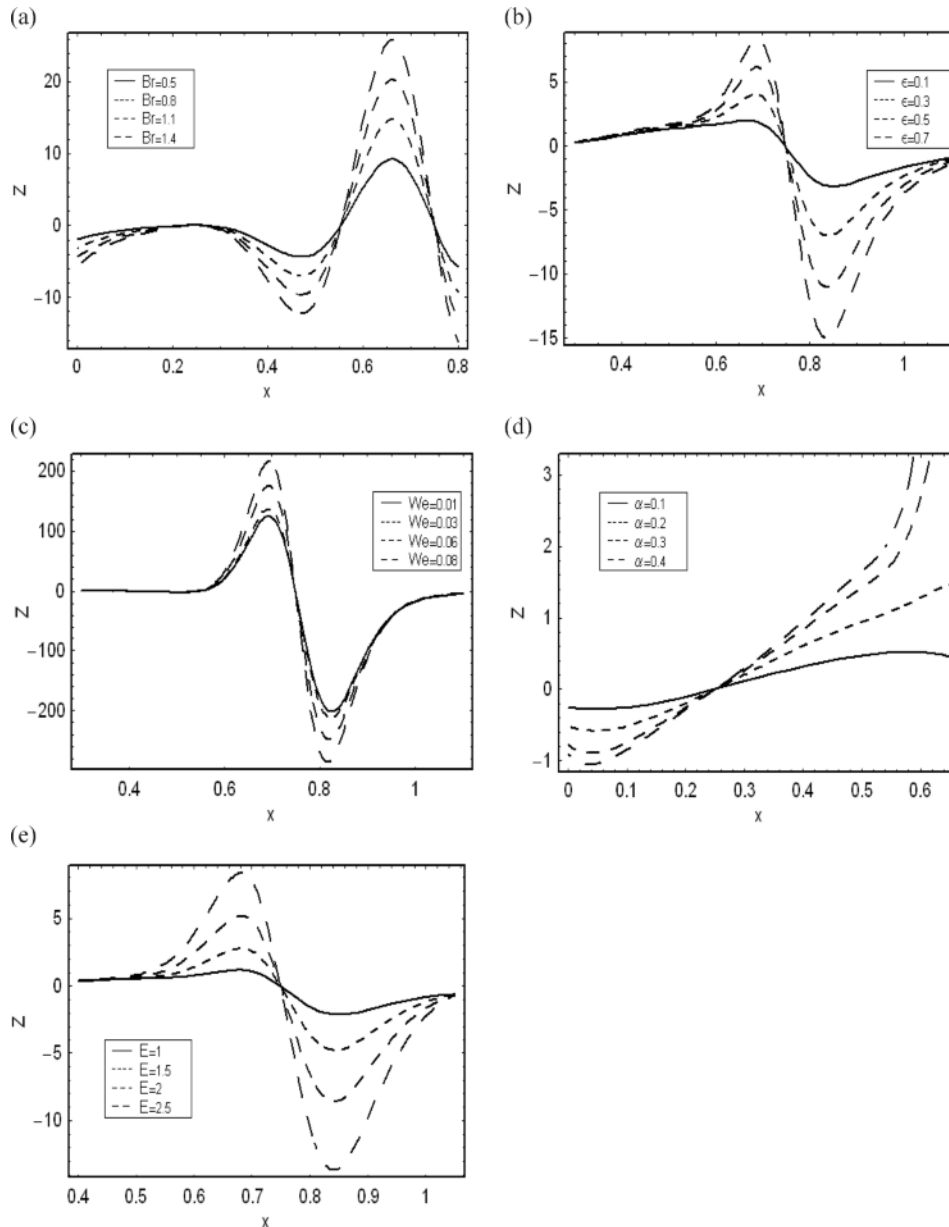 (a)
20
10
0
-10
Z
Br=0.5
Br=0.8
Br=1.1
Br=1.4
0 0.2 0.4 0.6 0.8
x
(b)
5
0
-5
-10
-15
Z
ϵ=0.1
ϵ=0.3
ϵ=0.5
ϵ=0.7
0.4 0.6 0.8 1
x
(c)
200
100
0
-100
-200
Z
We=0.01
We=0.03
We=0.06
We=0.08
0.4 0.6 0.8 1
x
(d)
3
2
1
0
-1
Z
α=0.1
α=0.2
α=0.3
α=0.4
0 0.1 0.2 0.3 0.4 0.5 0.6
x
(e)
5
0
-5
-10
Z
E=1
E=1.5
E=2
E=2.5
0.4 0.5 0.6 0.7 0.8 0.9 1
x